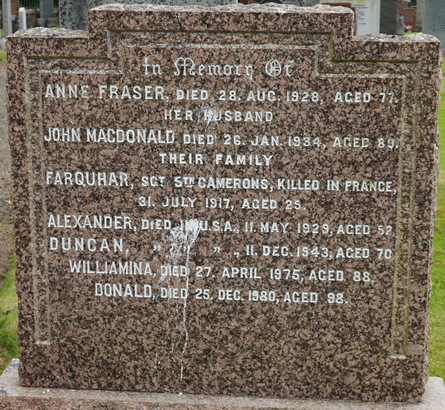 In Memory Of
ANNE FRASER, DIED 28. AUG. 1928, AGED 77.
HER HUSBAND
JOHN MACDONALD DIED 26. JAN. 1934, AGED 89.
THEIR FAMILY
FARQUHAR, SGT 5TH CAMERONS, KILLED IN FRANCE,
31. JULY 1917, AGED 25.
ALEXANDER, DIED IN U.S.A., 11. MAY 1929, AGED 52
DUNCAN, " " " ,, 11. DEC. 1943, AGED 70
WILLIAMINA, DIED 27. APRIL 1975, AGED 88.
DONALD, DIED 25. DEC. 1980, AGED 98.